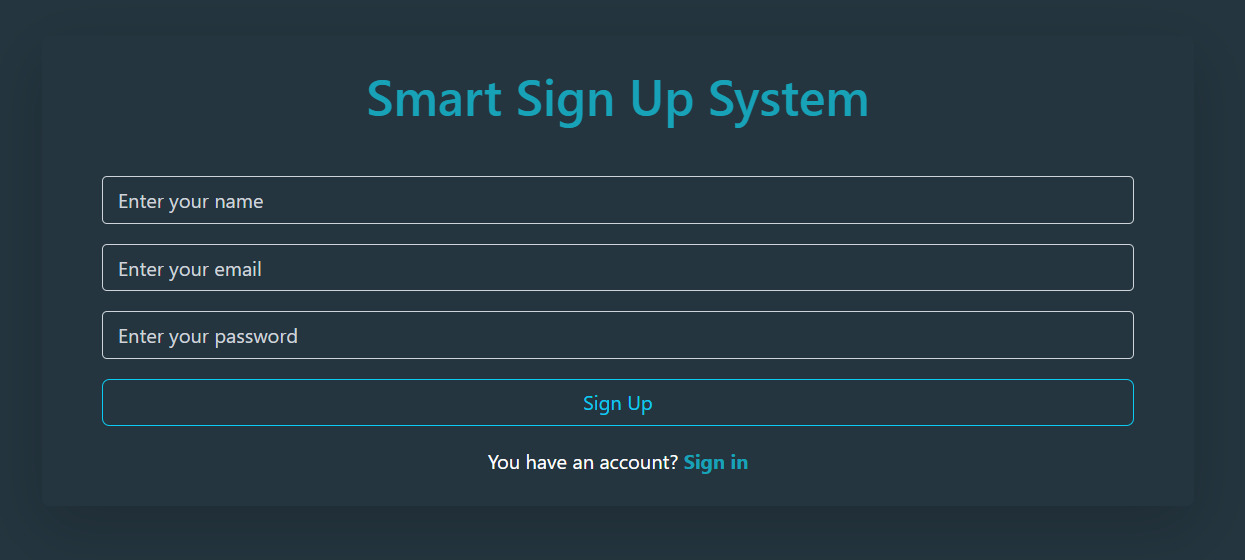 Smart Sign Up System
Enter your name
Enter your email
Enter your password
Sign Up
You have an account? Sign in